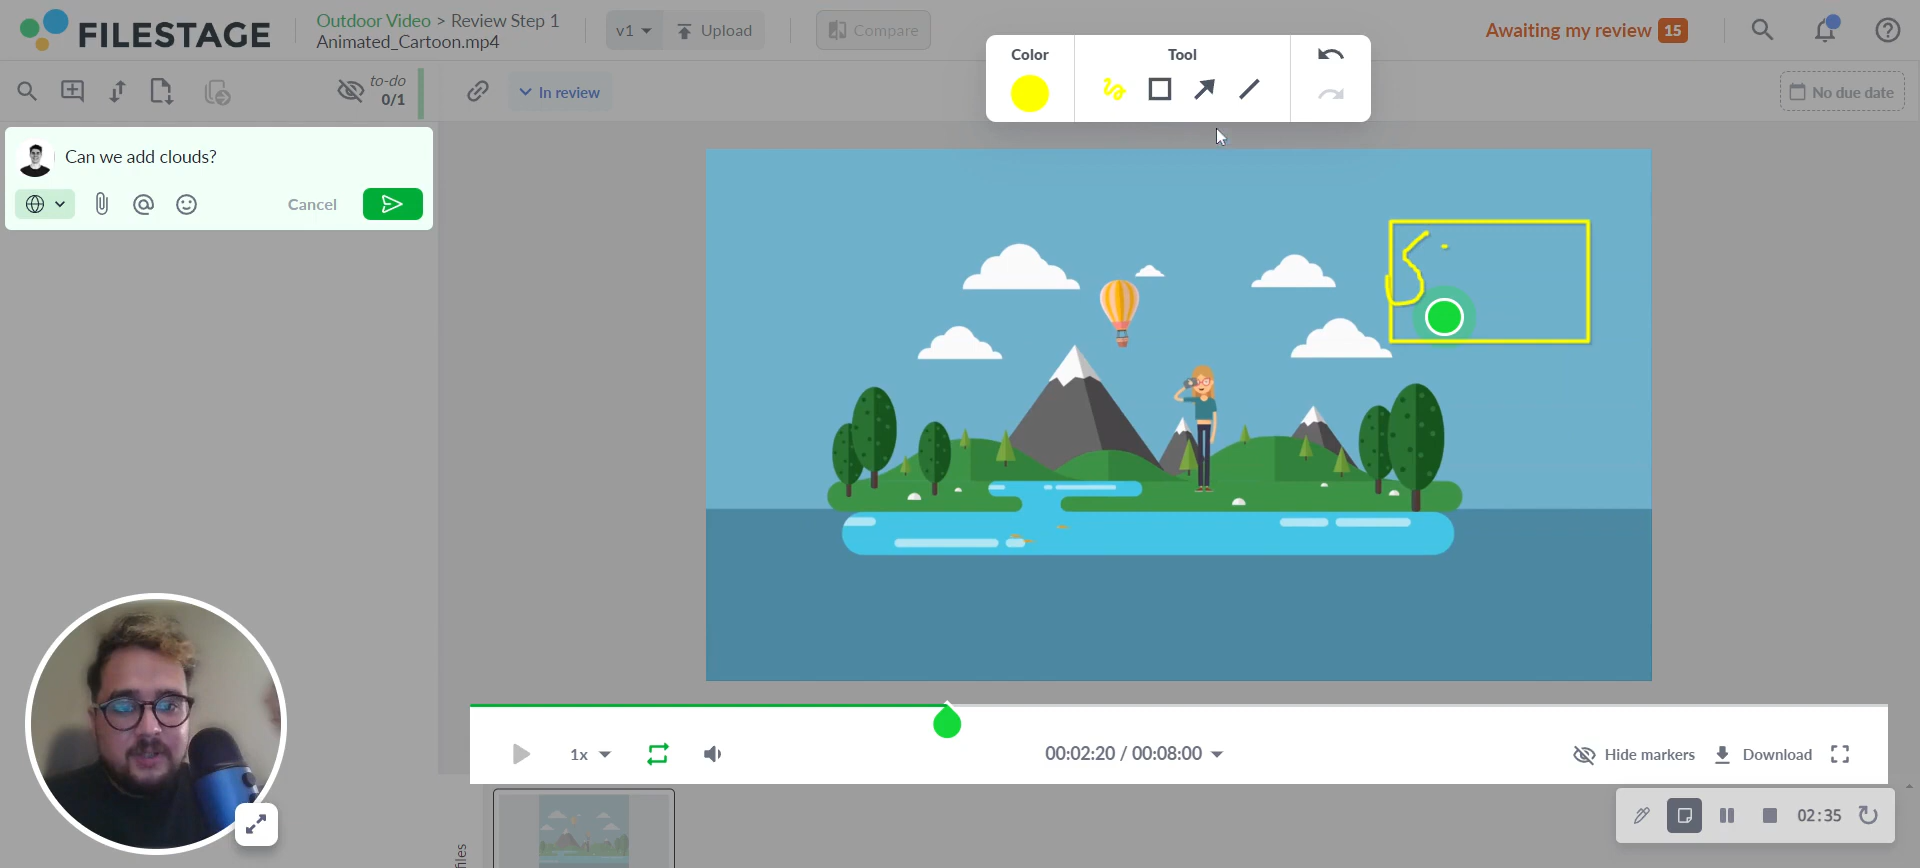 FILESTAGE
Outdoor Video > Review Step 1
Animated_Cartoon.mp4
v1
Upload
Compare
Awaiting my review 15
to-do
0/1
In review
No due date
Color
Tool
Can we add clouds?
Cancel
1x
00:02:20 / 00:08:00
Hide markers
Download
02:35
files